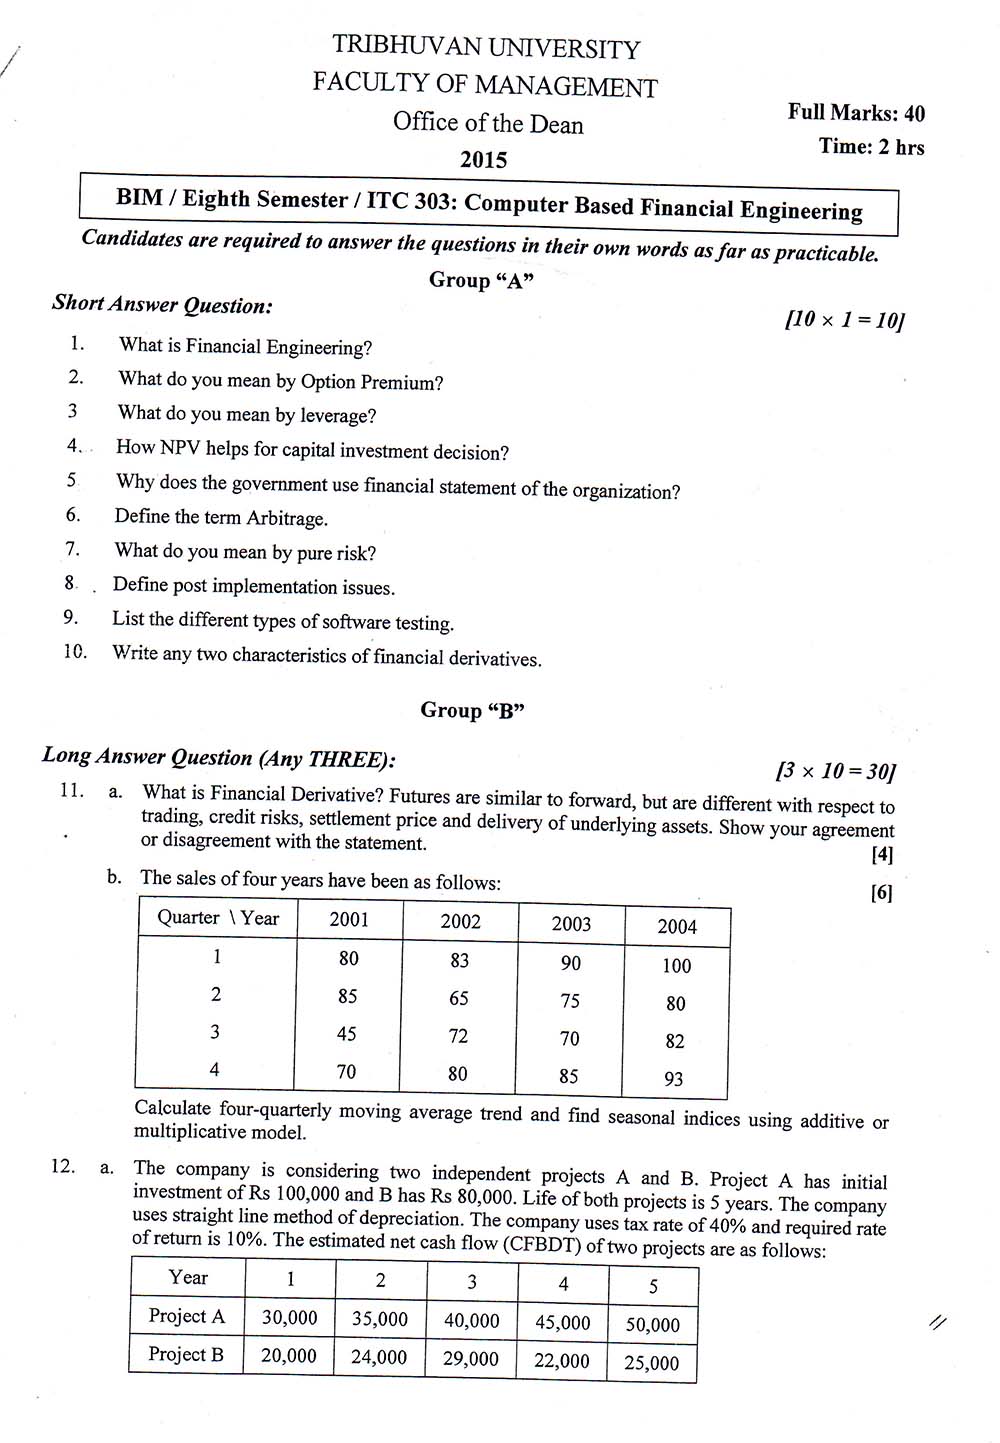 TRIBHUVAN UNIVERSITY
FACULTY OF MANAGEMENT
Office of the Dean
2015
Full Marks: 40
Time: 2 hrs
BIM / Eighth Semester / ITC 303: Computer Based Financial Engineering
Candidates are required to answer the questions in their own words as far as practicable.
Group “A”
Short Answer Question:
[10 × 1 = 10]
1. What is Financial Engineering?
2. What do you mean by Option Premium?
3 What do you mean by leverage?
4. How NPV helps for capital investment decision?
5 Why does the government use financial statement of the organization?
6. Define the term Arbitrage.
7. What do you mean by pure risk?
8. Define post implementation issues.
9. List the different types of software testing.
10. Write any two characteristics of financial derivatives.
Group “B”
Long Answer Question (Any THREE):
[3 × 10 = 30]
11. a. What is Financial Derivative? Futures are similar to forward, but are different with respect to
trading, credit risks, settlement price and delivery of underlying assets. Show your agreement
or disagreement with the statement.
[4]
b. The sales of four years have been as follows:
[6]
Quarter \ Year 2001 2002 2003 2004
1 80 83 90 100
2 85 65 75 80
3 45 72 70 82
4 70 80 85 93
Calculate four-quarterly moving average trend and find seasonal indices using additive or
multiplicative model.
12. a. The company is considering two independent projects A and B. Project A has initial
investment of Rs 100,000 and B has Rs 80,000. Life of both projects is 5 years. The company
uses straight line method of depreciation. The company uses tax rate of 40% and required rate
of return is 10%. The estimated net cash flow (CFBDT) of two projects are as follows:
Year 1 2 3 4 5
Project A 30,000 35,000 40,000 45,000 50,000
Project B 20,000 24,000 29,000 22,000 25,000